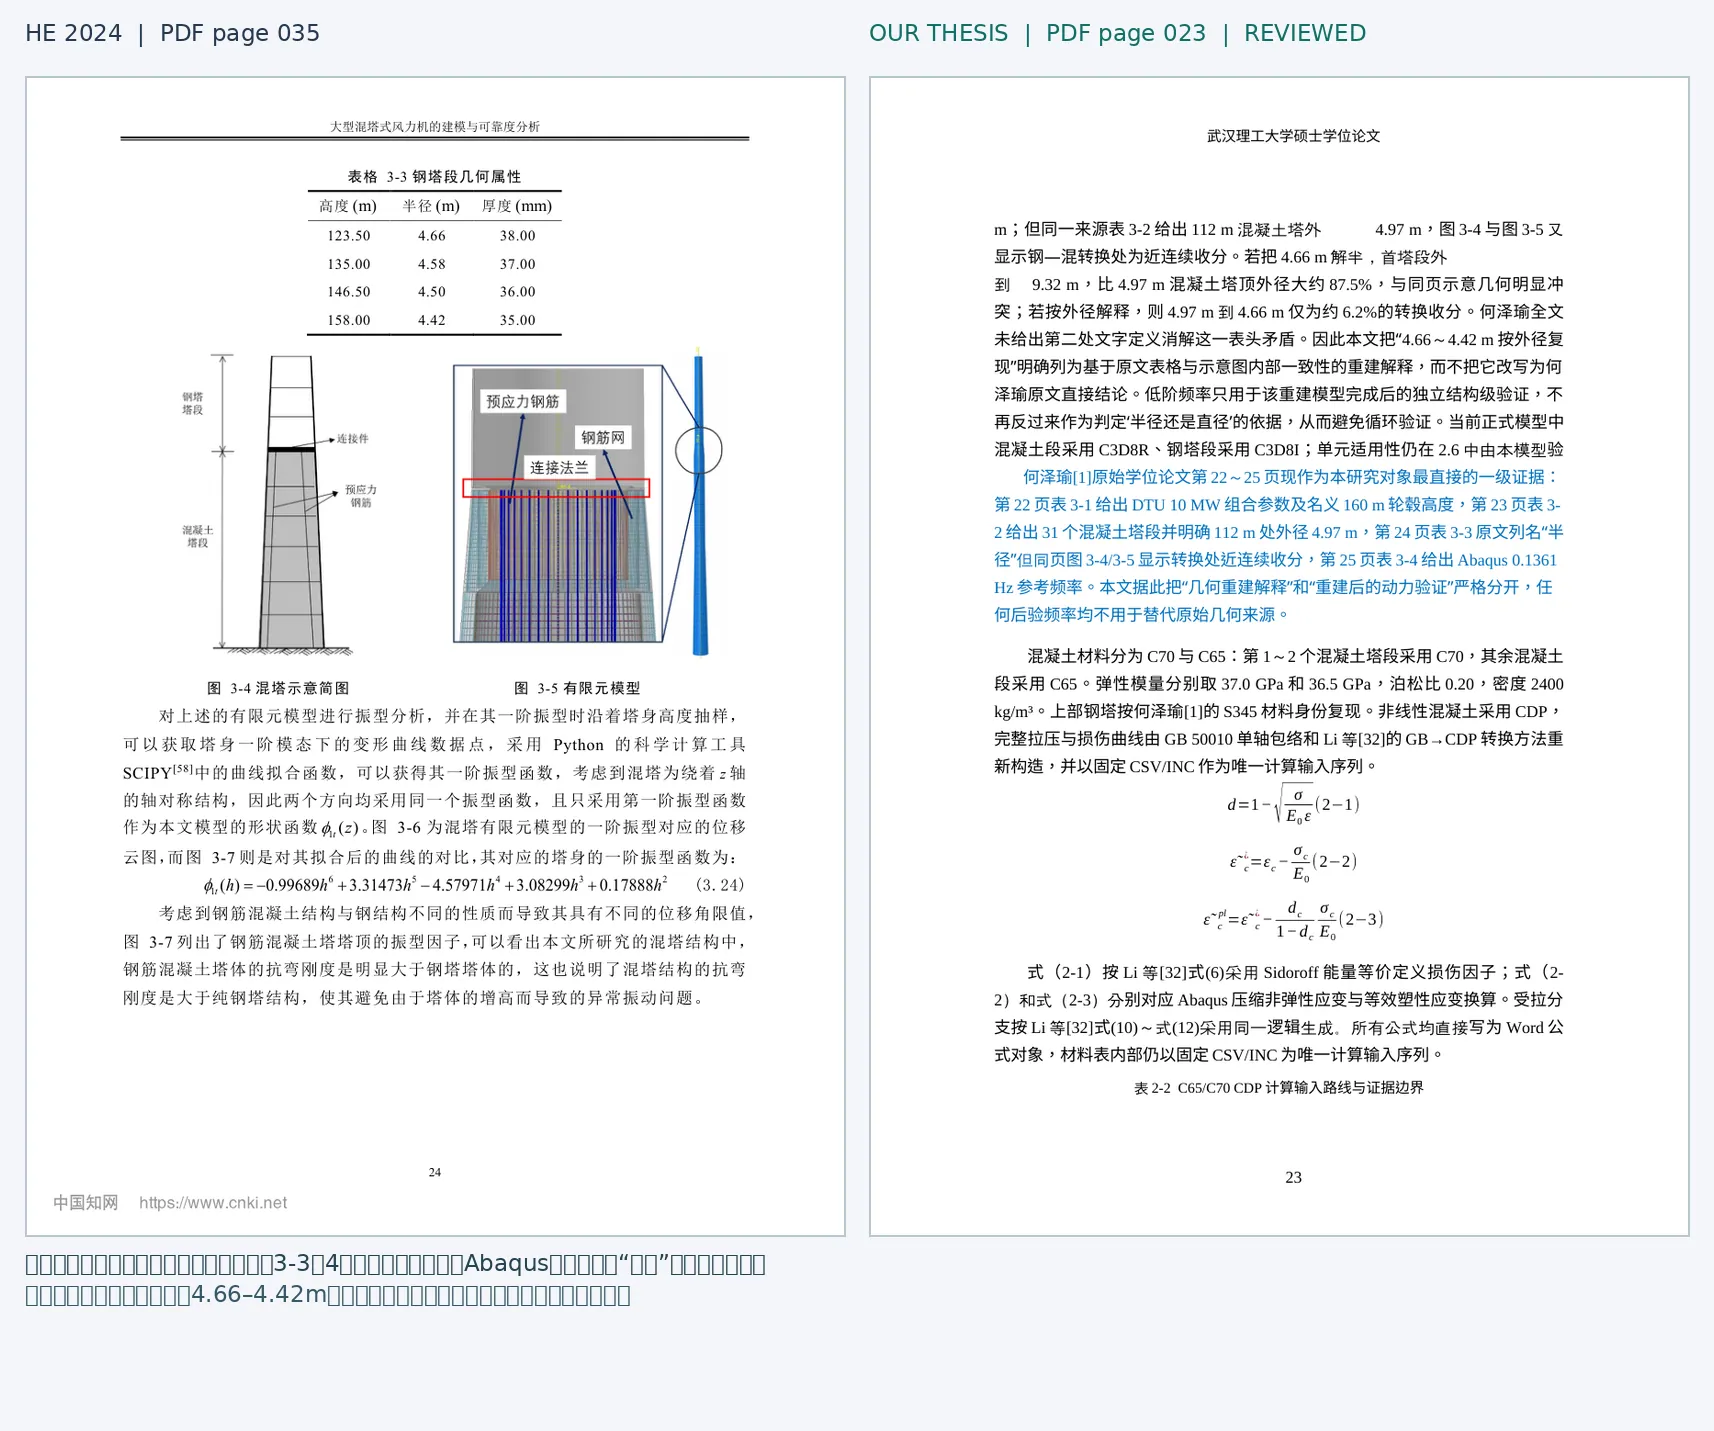 HE 2024 | PDF page 035
大型混塔式风力机的建模与可靠度分析
表格 3-3 钢塔段几何属性
高度 (m) 半径 (m) 厚度 (mm)
123.50 4.66 38.00
135.00 4.58 37.00
146.50 4.50 36.00
158.00 4.42 35.00
钢塔
塔段
连接件
预应力
钢筋
混凝土
塔段
预应力钢筋
钢筋网
连接法兰
图 3-4 混塔示意简图
图 3-5 有限元模型
对上述的有限元模型进行振型分析，并在其一阶振型时沿着塔身高度抽样，
可以获取塔身一阶模态下的变形曲线数据点，采用 Python 的科学计算工具
SCIPY[58]中的曲线拟合函数，可以获得其一阶振型函数，考虑到混塔为绕着 z 轴
的轴对称结构，因此两个方向均采用同一个振型函数，且只采用第一阶振型函数
作为本文模型的形状函数ϕ1t(z)。图 3-6 为混塔有限元模型的一阶振型对应的位移
云图，而图 3-7 则是对其拟合后的曲线的对比，其对应的塔身的一阶振型函数为：
ϕ1t(h) = −0.99689h⁶ + 3.31473h⁵ − 4.57971h⁴ + 3.08299h³ + 0.17888h² （3.24）
考虑到钢筋混凝土结构与钢结构不同的性质而导致其具有不同的位移角限值，
图 3-7 列出了钢筋混凝土塔塔顶的振型因子，可以看出本文所研究的混塔结构中，
钢筋混凝土塔体的抗弯刚度是明显大于钢塔塔体的，这也说明了混塔结构的抗弯
刚度是大于纯钢塔结构，使其避免由于塔体的增高而导致的异常振动问题。
24
中国知网 https://www.cnki.net
OUR THESIS | PDF page 023 | REVIEWED
武汉理工大学硕士学位论文
m；但同一来源表 3-2 给出 112 m 混凝土塔外 4.97 m，图 3-4 与图 3-5 又
显示钢—混转换处为近连续收分。若把 4.66 m 解半，首塔段外
到 9.32 m，比 4.97 m 混凝土塔顶外径大约 87.5%，与同页示意几何明显冲
突；若按外径解释，则 4.97 m 到 4.66 m 仅为约 6.2%的转换收分。何泽瑜全文
未给出第二处文字定义消解这一表头矛盾。因此本文把“4.66～4.42 m 按外径复
现”明确列为基于原文表格与示意图内部一致性的重建解释，而不把它改写为何
泽瑜原文直接结论。低阶频率只用于该重建模型完成后的独立结构级验证，不
再反过来作为判定‘半径还是直径’的依据，从而避免循环验证。当前正式模型中
混凝土段采用 C3D8R、钢塔段采用 C3D8I；单元适用性仍在 2.6 中由本模型验
何泽瑜[1]原始学位论文第 22～25 页现作为本研究对象最直接的一级证据：
第 22 页表 3-1 给出 DTU 10 MW 组合参数及名义 160 m 轮毂高度，第 23 页表 3-
2 给出 31 个混凝土塔段并明确 112 m 处外径 4.97 m，第 24 页表 3-3 原文列名“半
径”但同页图 3-4/3-5 显示转换处近连续收分，第 25 页表 3-4 给出 Abaqus 0.1361
Hz 参考频率。本文据此把“几何重建解释”和“重建后的动力验证”严格分开，任
何后验频率均不用于替代原始几何来源。
混凝土材料分为 C70 与 C65：第 1～2 个混凝土塔段采用 C70，其余混凝土
段采用 C65。弹性模量分别取 37.0 GPa 和 36.5 GPa，泊松比 0.20，密度 2400
kg/m³。上部钢塔按何泽瑜[1]的 S345 材料身份复现。非线性混凝土采用 CDP，
完整拉压与损伤曲线由 GB 50010 单轴包络和 Li 等[32]的 GB→CDP 转换方法重
新构造，并以固定 CSV/INC 作为唯一计算输入序列。
d=1−√(σ/(E₀ε)) (2−1)
ε̃c^¿=εc−σc/E₀ (2−2)
ε̃c^pl=ε̃c^¿−dc/(1−dc) σc/E₀ (2−3)
式（2-1）按 Li 等[32]式(6)采用 Sidoroff 能量等价定义损伤因子；式（2-
2）和式（2-3）分别对应 Abaqus 压缩非弹性应变与等效塑性应变换算。受拉分
支按 Li 等[32]式(10)～式(12)采用同一逻辑生成。所有公式均直接写为 Word 公
式对象，材料表内部仍以固定 CSV/INC 为唯一计算输入序列。
表 2-2 C65/C70 CDP 计算输入路线与证据边界
23
3-3 4 Abaqus “ ”
4.66–4.42m